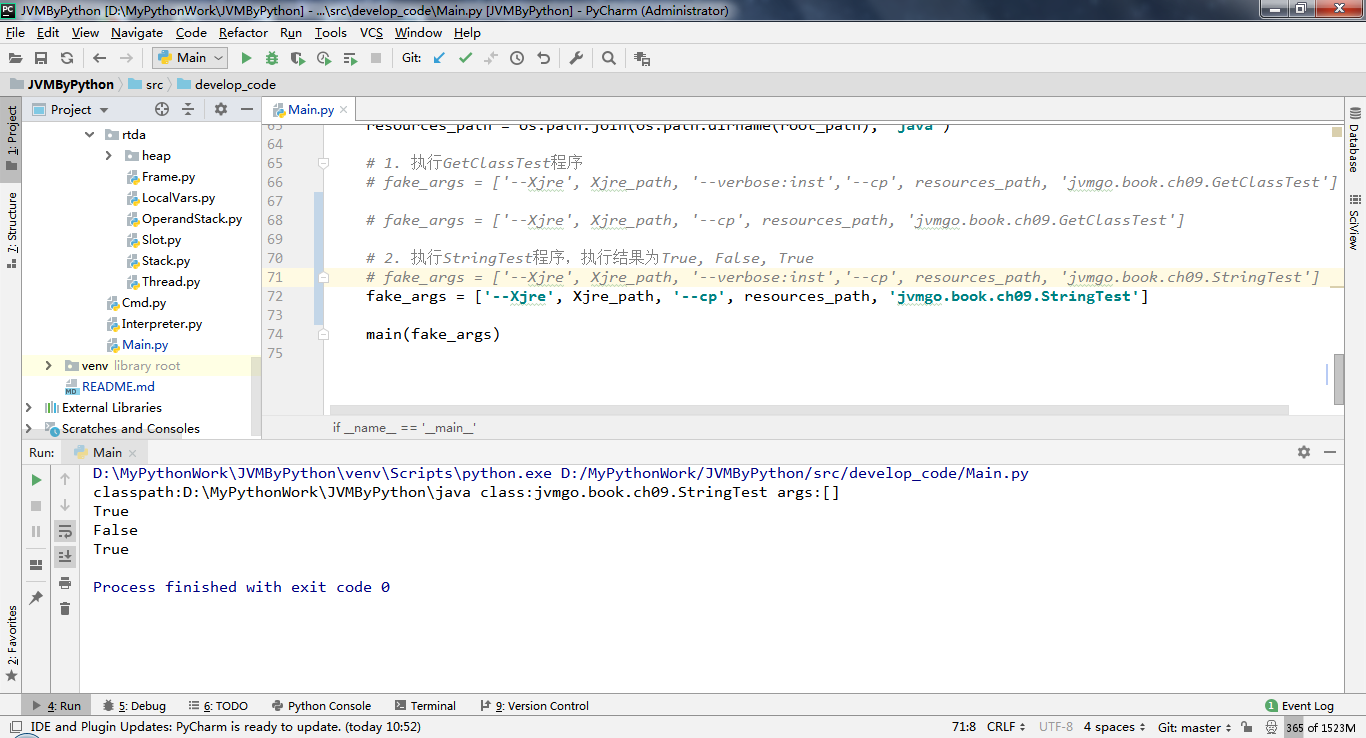 JVMByPython [D:\MyPythonWork\JVMByPython] - ...\src\develop_code\Main.py [JVMByPython] - PyCharm (Administrator)
File Edit View Navigate Code Refactor Run Tools VCS Window Help
Main Git:
JVMByPython src develop_code
1: Project
7: Structure
2: Favorites
Project
rtda
heap
Frame.py
LocalVars.py
OperandStack.py
Slot.py
Stack.py
Thread.py
Cmd.py
Interpreter.py
Main.py
venv library root
README.md
External Libraries
Scratches and Consoles
Main.py
63 resources_path = os.path.join(os.path.dirname(root_path), 'java')
64
65 # 1. 执行GetClassTest程序
66 # fake_args = ['--Xjre', Xjre_path, '--verbose:inst','--cp', resources_path, 'jvmgo.book.ch09.GetClassTest']
67
68 # fake_args = ['--Xjre', Xjre_path, '--cp', resources_path, 'jvmgo.book.ch09.GetClassTest']
69
70 # 2. 执行StringTest程序，执行结果为True, False, True
71 # fake_args = ['--Xjre', Xjre_path, '--verbose:inst','--cp', resources_path, 'jvmgo.book.ch09.StringTest']
72 fake_args = ['--Xjre', Xjre_path, '--cp', resources_path, 'jvmgo.book.ch09.StringTest']
73
74 main(fake_args)
75
if __name__ == '__main__'
Database
SciView
Run: Main
D:\MyPythonWork\JVMByPython\venv\Scripts\python.exe D:/MyPythonWork/JVMByPython/src/develop_code/Main.py
classpath:D:\MyPythonWork\JVMByPython\java class:jvmgo.book.ch09.StringTest args:[]
True
False
True
Process finished with exit code 0
4: Run 5: Debug 6: TODO Python Console Terminal 9: Version Control 1 Event Log
IDE and Plugin Updates: PyCharm is ready to update. (today 10:52) 71:8 CRLF UTF-8 4 spaces Git: master 365 of 1523M